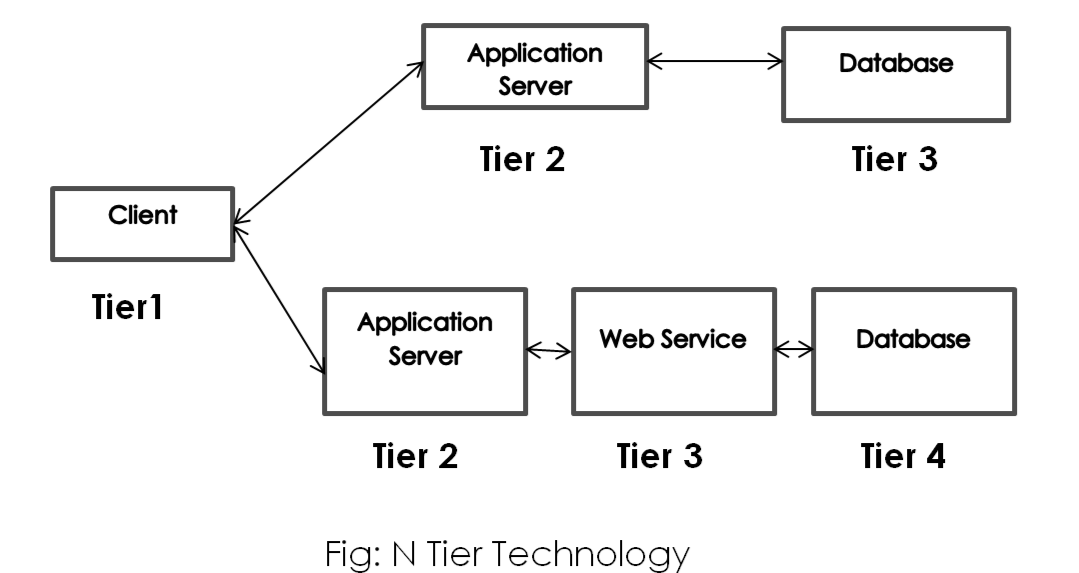 Application
Server
Database
Tier 2
Tier 3
Client
Tier1
Application
Server
Web Service
Database
Tier 2
Tier 3
Tier 4
Fig: N Tier Technology